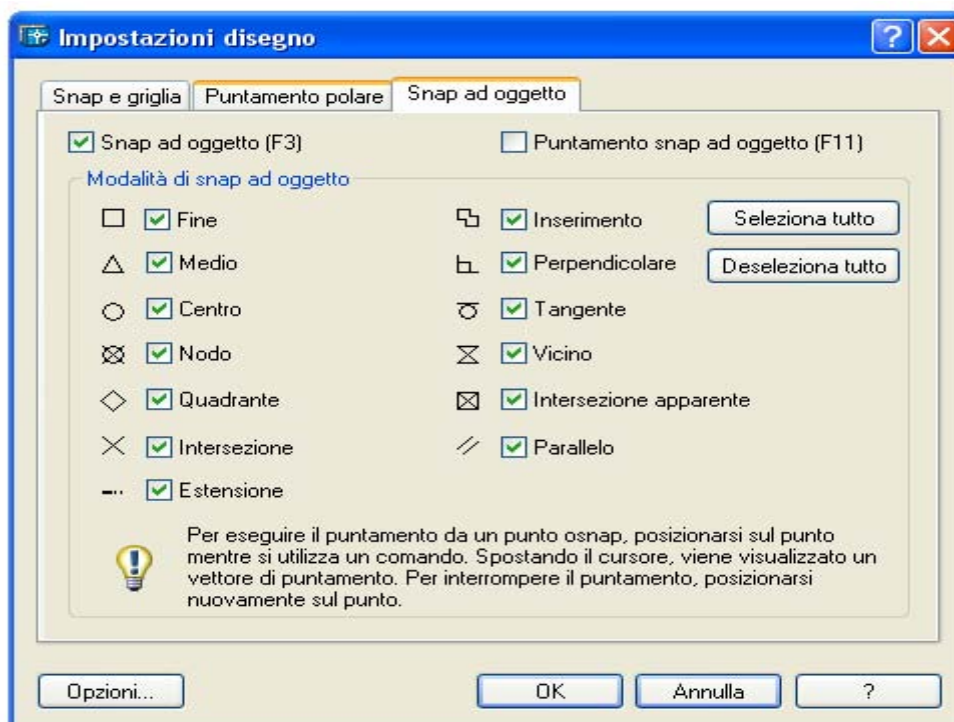 Impostazioni disegno
Snap e griglia
Puntamento polare
Snap ad oggetto
Snap ad oggetto (F3)
Puntamento snap ad oggetto (F11)
Modalità di snap ad oggetto
Fine
Inserimento
Seleziona tutto
Medio
Perpendicolare
Deseleziona tutto
Centro
Tangente
Nodo
Vicino
Quadrante
Intersezione apparente
Intersezione
Parallelo
Estensione
Per eseguire il puntamento da un punto osnap, posizionarsi sul punto
mentre si utilizza un comando. Spostando il cursore, viene visualizzato un
vettore di puntamento. Per interrompere il puntamento, posizionarsi
nuovamente sul punto.
Opzioni...
OK
Annulla
?